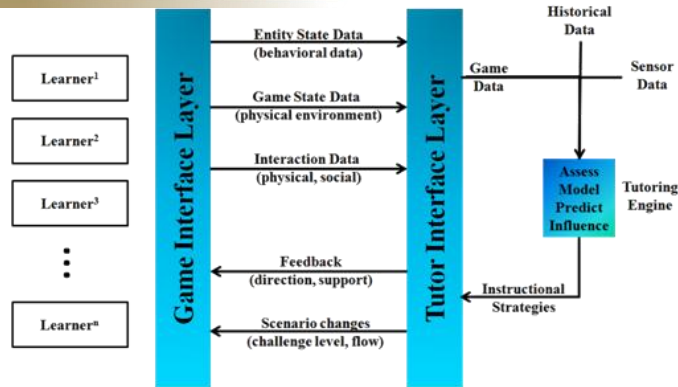 Learner1
Learner2
Learner3
Learnern
Game Interface Layer
Entity State Data
(behavioral data)
Game State Data
(physical environment)
Interaction Data
(physical, social)
Feedback
(direction, support)
Scenario changes
(challenge level, flow)
Tutor Interface Layer
Historical
Data
Game
Data
Sensor
Data
Assess
Model
Predict
Influence
Tutoring
Engine
Instructional
Strategies